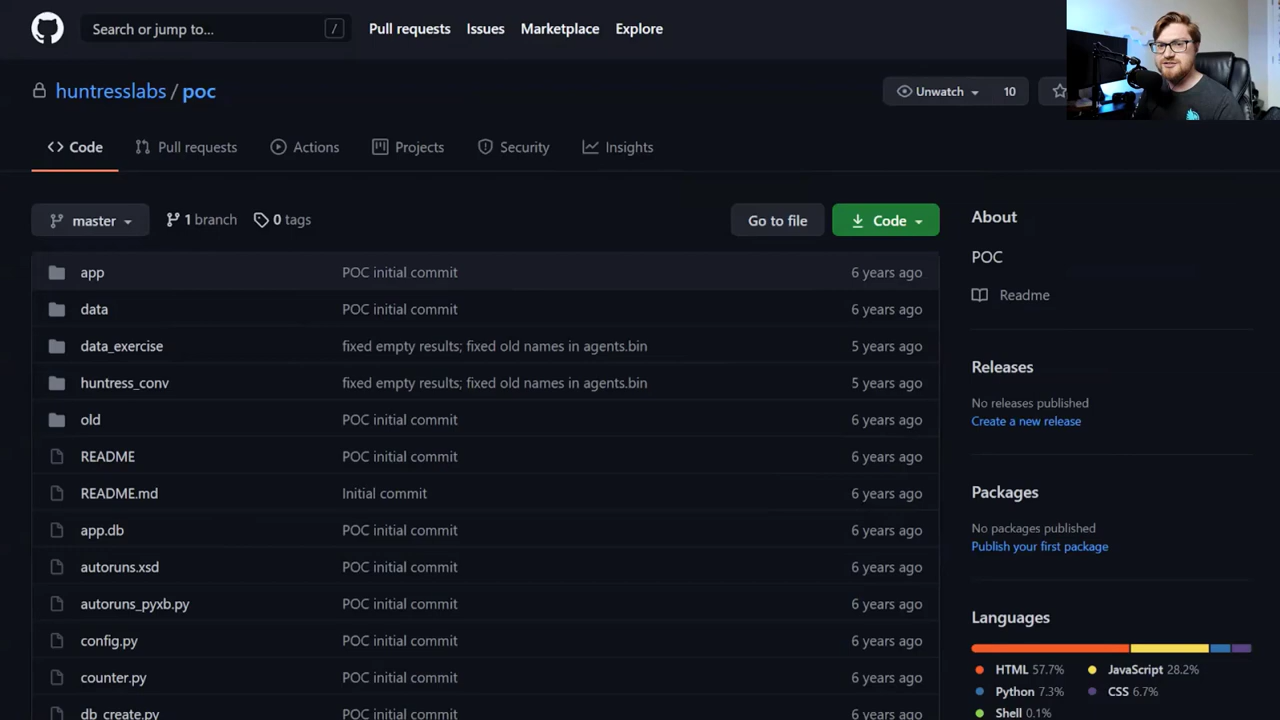 Search or jump to... /
Pull requests Issues Marketplace Explore
huntresslabs / poc
Unwatch 10
Code Pull requests Actions Projects Security Insights
master 1 branch 0 tags Go to file Code
app POC initial commit 6 years ago
data POC initial commit 6 years ago
data_exercise fixed empty results; fixed old names in agents.bin 5 years ago
huntress_conv fixed empty results; fixed old names in agents.bin 5 years ago
old POC initial commit 6 years ago
README POC initial commit 6 years ago
README.md Initial commit 6 years ago
app.db POC initial commit 6 years ago
autoruns.xsd POC initial commit 6 years ago
autoruns_pyxb.py POC initial commit 6 years ago
config.py POC initial commit 6 years ago
counter.py POC initial commit 6 years ago
db_create.py POC initial commit 6 years ago
About
POC
Readme
Releases
No releases published
Create a new release
Packages
No packages published
Publish your first package
Languages
HTML 57.7% JavaScript 28.2%
Python 7.3% CSS 6.7%
Shell 0.1%